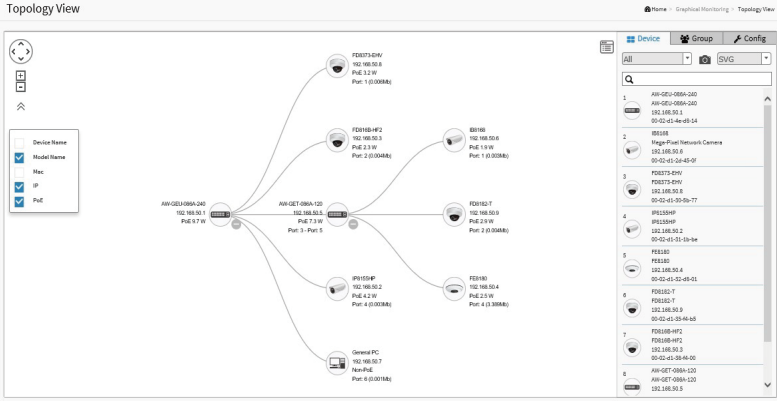 Topology View
Home > Graphical Monitoring > Topology View
Device Name
Model Name
Mac
IP
PoE
FD8373-EHV
192.168.50.8
PoE 3.2 W
Port: 1 (0.006Mb)
FD816B-HF2
192.168.50.3
PoE 2.3 W
Port: 2 (0.004Mb)
IB8168
192.168.50.6
PoE 1.9 W
Port: 1 (0.003Mb)
AW-GEU-086A-240
192.168.50.1
PoE 9.7 W
AW-GET-086A-120
192.168.50.5
PoE 7.3 W
Port: 3 - Port: 5
FD8182-T
192.168.50.9
PoE 2.9 W
Port: 2 (0.004Mb)
IP8155HP
192.168.50.2
PoE 4.2 W
Port: 4 (0.003Mb)
FE8180
192.168.50.4
PoE 2.5 W
Port: 4 (3.389Mb)
General PC
192.168.50.7
Non-PoE
Port: 6 (0.001Mb)
Device Group Config
All SVG
1
AW-GEU-086A-240
AW-GEU-086A-240
192.168.50.1
00-02-d1-4e-d6-14
2
IB8168
Mega-Pixel Network Camera
192.168.50.6
00-02-d1-2d-45-0f
3
FD8373-EHV
FD8373-EHV
192.168.50.8
00-02-d1-30-5b-77
4
IP8155HP
IP8155HP
192.168.50.2
00-02-d1-31-1b-be
5
FE8180
FE8180
192.168.50.4
00-02-d1-32-d6-01
6
FD8182-T
FD8182-T
192.168.50.9
00-02-d1-35-f4-b5
7
FD816B-HF2
FD816B-HF2
192.168.50.3
00-02-d1-38-f4-00
8
AW-GET-086A-120
AW-GET-086A-120
192.168.50.5